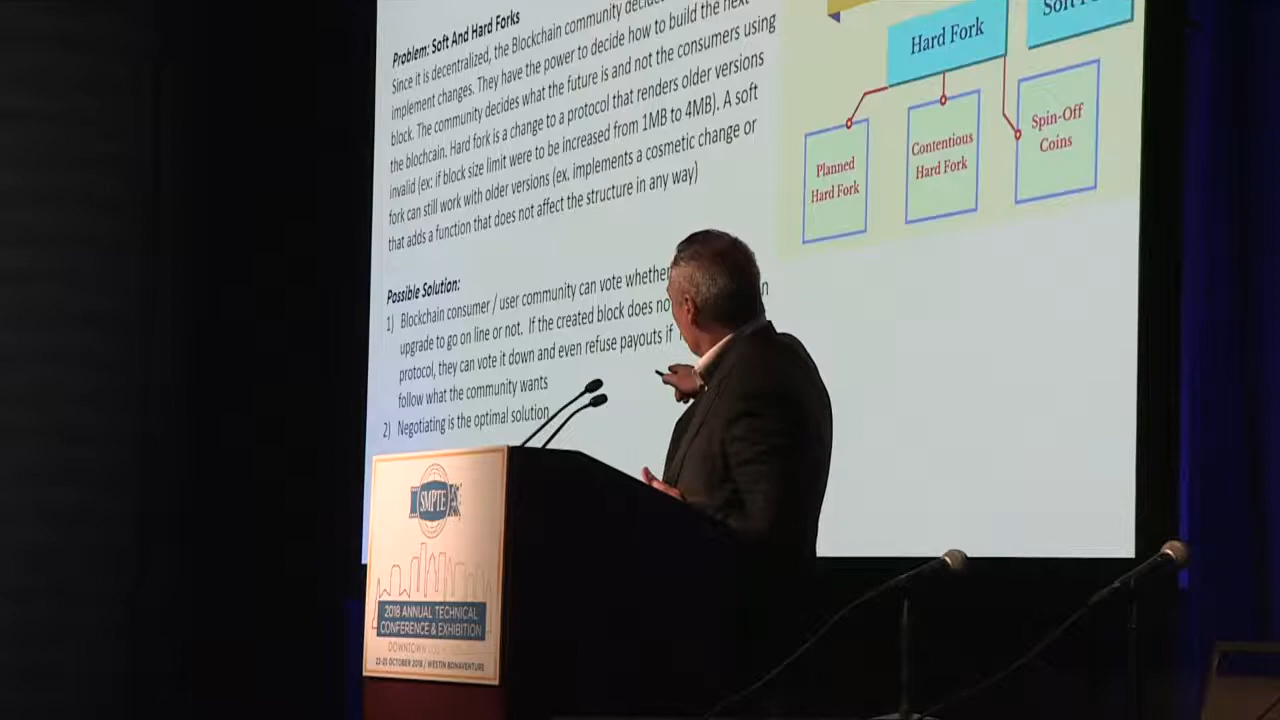 Problem: Soft And Hard Forks
Since it is decentralized, the Blockchain community
implement changes. They have the power to decide how to build the next
block. The community decides what the future is and not the consumers using
the blochcain. Hard fork is a change to a protocol that renders older versions
invalid (ex: if block size limit were to be increased from 1MB to 4MB). A soft
fork can still work with older versions (ex. implements a cosmetic change or
that adds a function that does not affect the structure in any way)
Possible Solution:
1) Blockchain consumer / user community can vote whether
upgrade to go on line or not. If the created block does
protocol, they can vote it down and even refuse payouts if
follow what the community wants
2) Negotiating is the optimal solution
Hard Fork
Planned
Hard Fork
Contentious
Hard Fork
Spin-Off
Coins
SMPTE
2018 ANNUAL TECHNICAL
CONFERENCE & EXHIBITION
DOWNTOWN
22-25 OCTOBER 2018 / WESTIN BONAVENTURE